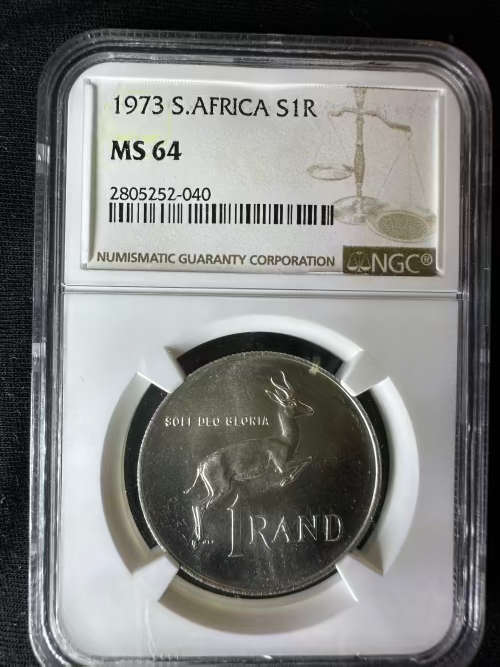 1973 S.AFRICA S1R
MS 64
2805252-040
NUMISMATIC GUARANTY CORPORATION
NGC®
SOLI DEO GLORIA
1 RAND